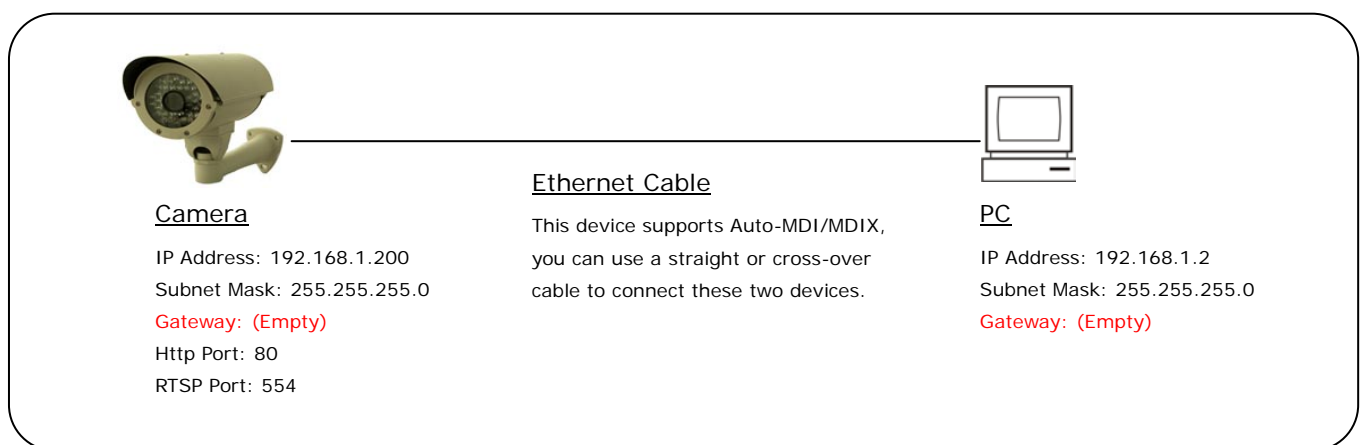 Camera
IP Address: 192.168.1.200
Subnet Mask: 255.255.255.0
Gateway: (Empty)
Http Port: 80
RTSP Port: 554
Ethernet Cable
This device supports Auto-MDI/MDIX,
you can use a straight or cross-over
cable to connect these two devices.
PC
IP Address: 192.168.1.2
Subnet Mask: 255.255.255.0
Gateway: (Empty)